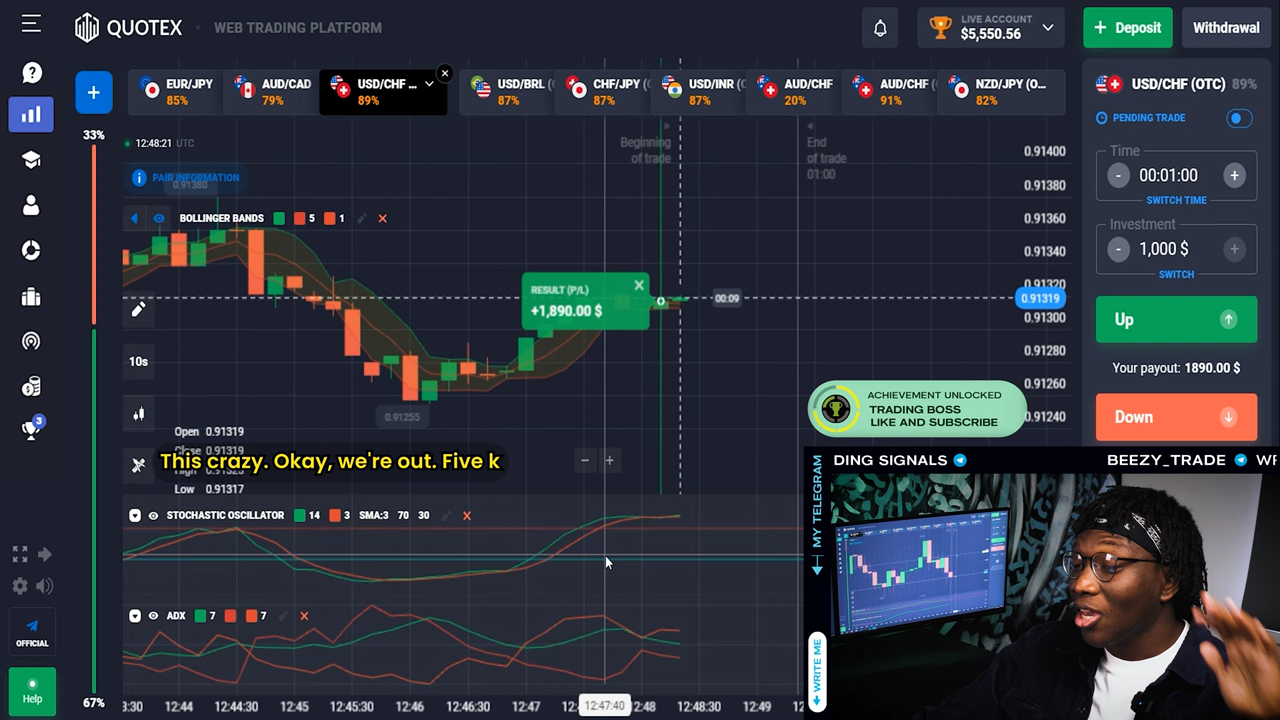 QUOTEX
WEB TRADING PLATFORM
LIVE ACCOUNT
$5,550.56
+ Deposit
Withdrawal
EUR/JPY
85%
AUD/CAD
79%
USD/CHF ...
89%
USD/BRL (
87%
CHF/JPY (
87%
USD/INR (
87%
AUD/CHF
20%
AUD/CHF (
91%
NZD/JPY (O...
82%
33%
12:48:21 UTC
PAIR INFORMATION
0.91380
BOLLINGER BANDS 5 1
Beginning
of trade
End
of trade
01:00
0.91400
0.91380
0.91360
0.91340
0.91320
0.91319
0.91300
0.91280
0.91260
0.91240
RESULT (P/L)
+1,890.00 $
00:09
10s
0.91255
Open 0.91319
0.91319
Low 0.91317
This crazy. Okay, we're out. Five k
STOCHASTIC OSCILLATOR 14 3 SMA:3 70 30
ADX 7 7
12:44
12:44:30
12:45
12:45:30
12:46
12:46:30
12:47
12:47:40
12:48:30
12:49
67%
3
OFFICIAL
Help
USD/CHF (OTC) 89%
PENDING TRADE
Time
- 00:01:00 +
SWITCH TIME
Investment
- 1,000 $ +
SWITCH
Up
Your payout: 1890.00 $
Down
ACHIEVEMENT UNLOCKED
TRADING BOSS
LIKE AND SUBSCRIBE
DING SIGNALS
BEEZY_TRADE
MY TELEGRAM
WRITE ME